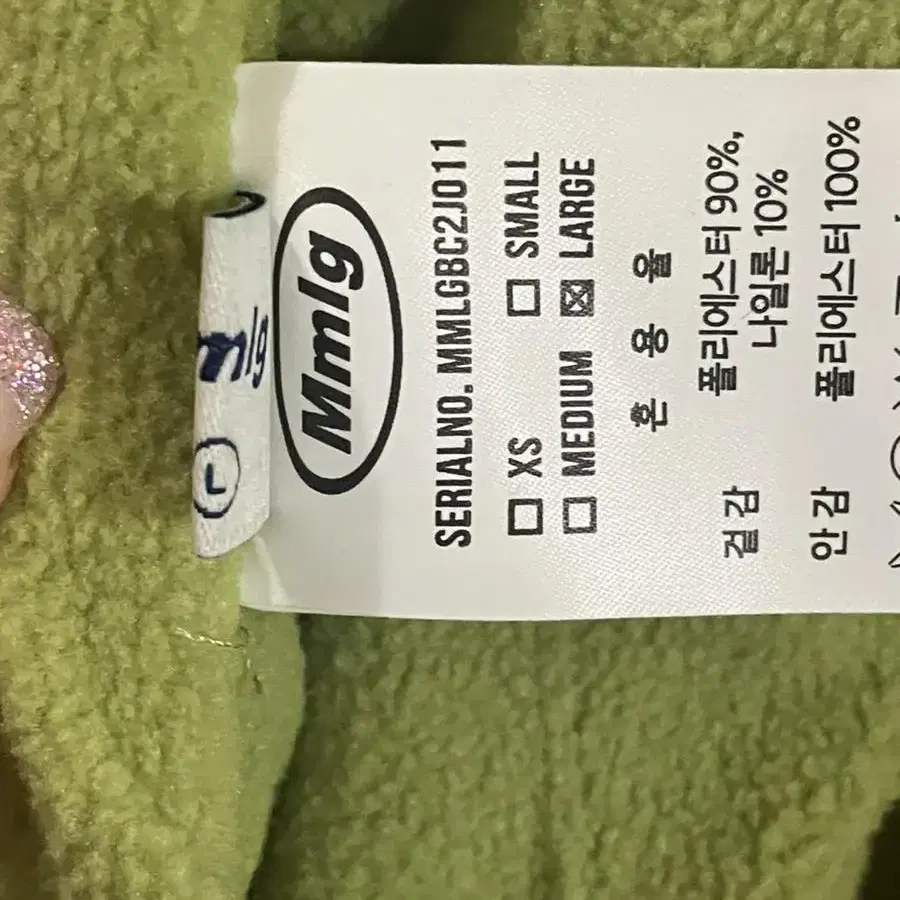 mlg
L
Mmlg
SERIALNO. MMLGBC2J011
☐ XS ☐ SMALL
☐ MEDIUM ☒ LARGE
혼 용 율
겉감 폴리에스터 90%,
나일론 10%
안감 폴리에스터 100%